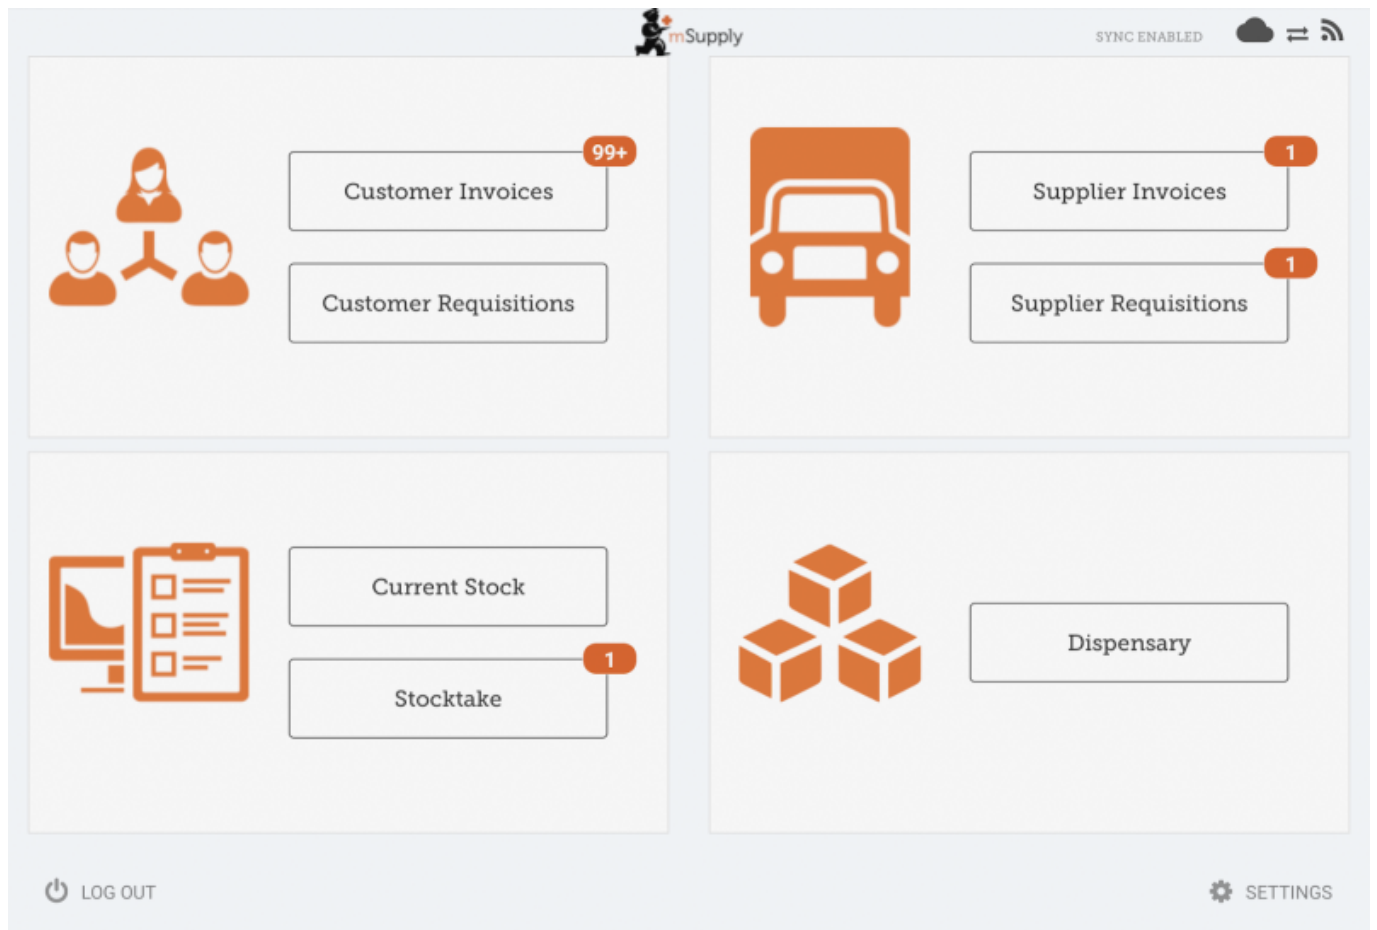 mSupply
SYNC ENABLED
99+
Customer Invoices
Customer Requisitions
1
Supplier Invoices
1
Supplier Requisitions
Current Stock
1
Stocktake
Dispensary
LOG OUT
SETTINGS